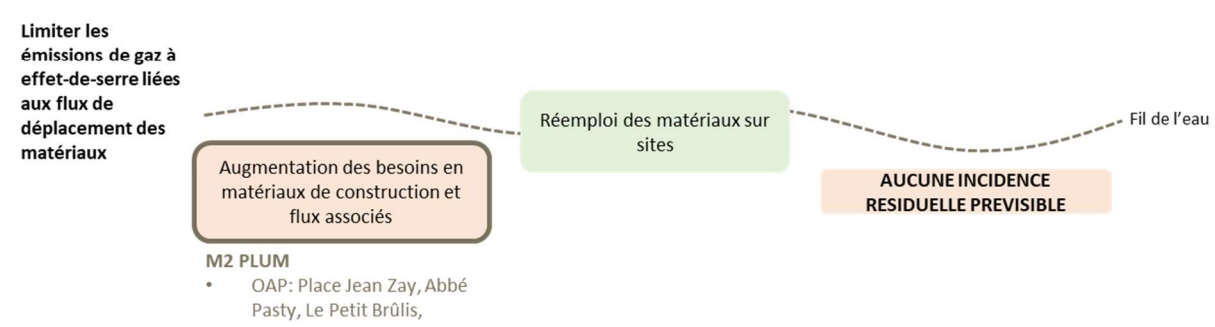 Limiter les
émissions de gaz à
effet-de-serre liées
aux flux de
déplacement des
matériaux
Augmentation des besoins en
matériaux de construction et
flux associés
M2 PLUM
• OAP: Place Jean Zay, Abbé
Pasty, Le Petit Brûlis,
Réemploi des matériaux sur
sites
AUCUNE INCIDENCE
RESIDUELLE PREVISIBLE
Fil de l'eau